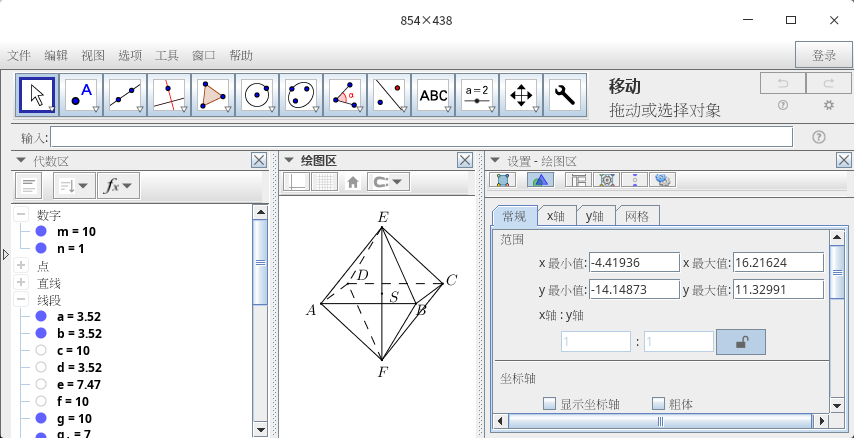 854×438
文件 编辑 视图 选项 工具 窗口 帮助 登录
A α ABC a=2 移动
拖动或选择对象
输入:
代数区 绘图区 设置 - 绘图区
fx
数字
m = 10
n = 1
点
直线
线段
a = 3.52
b = 3.52
c = 10
d = 3.52
e = 7.47
f = 10
g = 10
E
D C
A S B
F
常规 x轴 y轴 网格
范围
x 最小值: -4.41936 x 最大值: 16.21624
y 最小值: -14.14873 y 最大值: 11.32991
x轴 : y轴
1 : 1
坐标轴
显示坐标轴 粗体